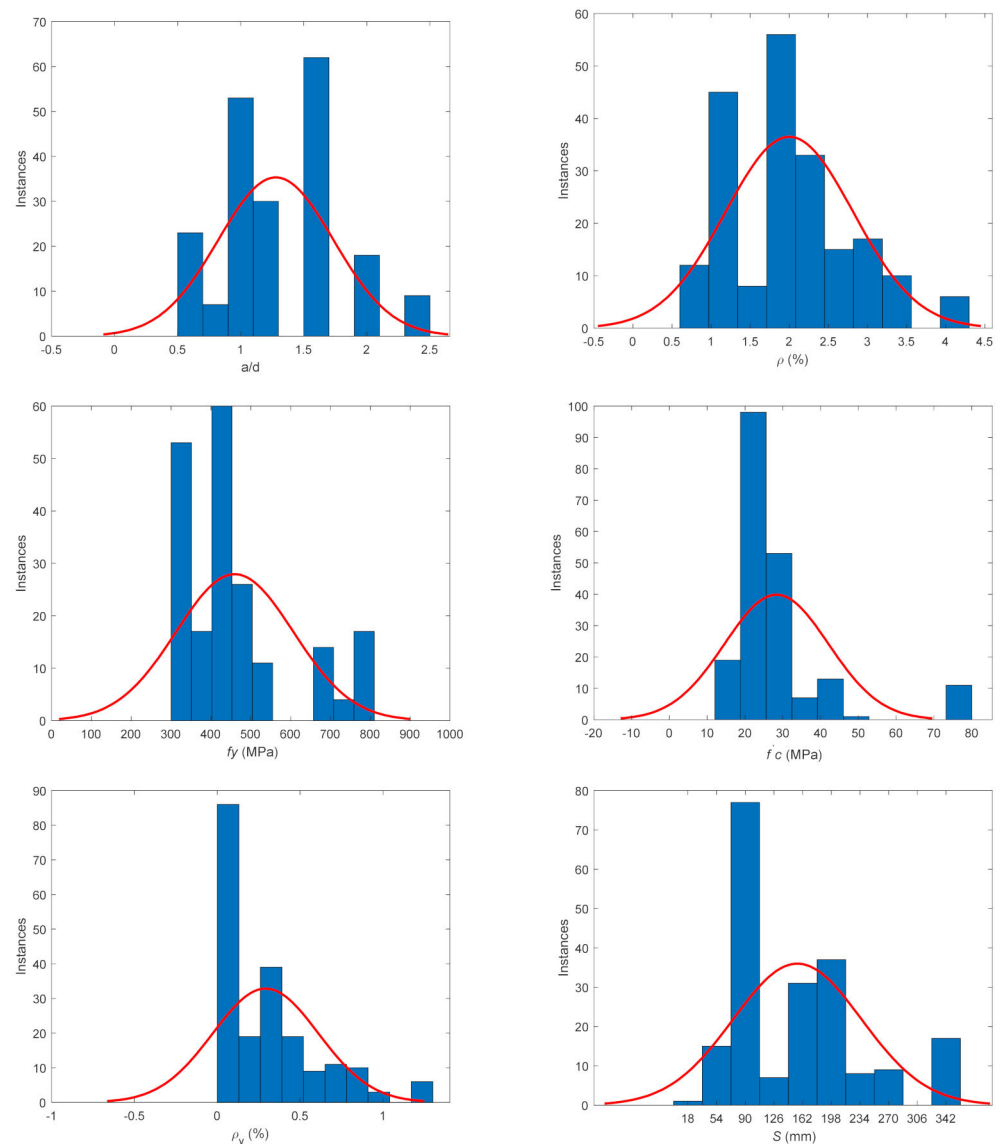 70
60
50
40
30
20
10
0
Instances
-0.5 0 0.5 1 1.5 2 2.5
a/d
60
50
40
30
20
10
0
Instances
-0.5 0 0.5 1 1.5 2 2.5 3 3.5 4 4.5
ρ (%)
60
50
40
30
20
10
0
Instances
0 100 200 300 400 500 600 700 800 900 1000
fy (MPa)
100
90
80
70
60
50
40
30
20
10
0
Instances
-20 -10 0 10 20 30 40 50 60 70 80
f'c (MPa)
90
80
70
60
50
40
30
20
10
0
Instances
-1 -0.5 0 0.5 1
ρv (%)
80
70
60
50
40
30
20
10
0
Instances
18 54 90 126 162 198 234 270 306 342
S (mm)